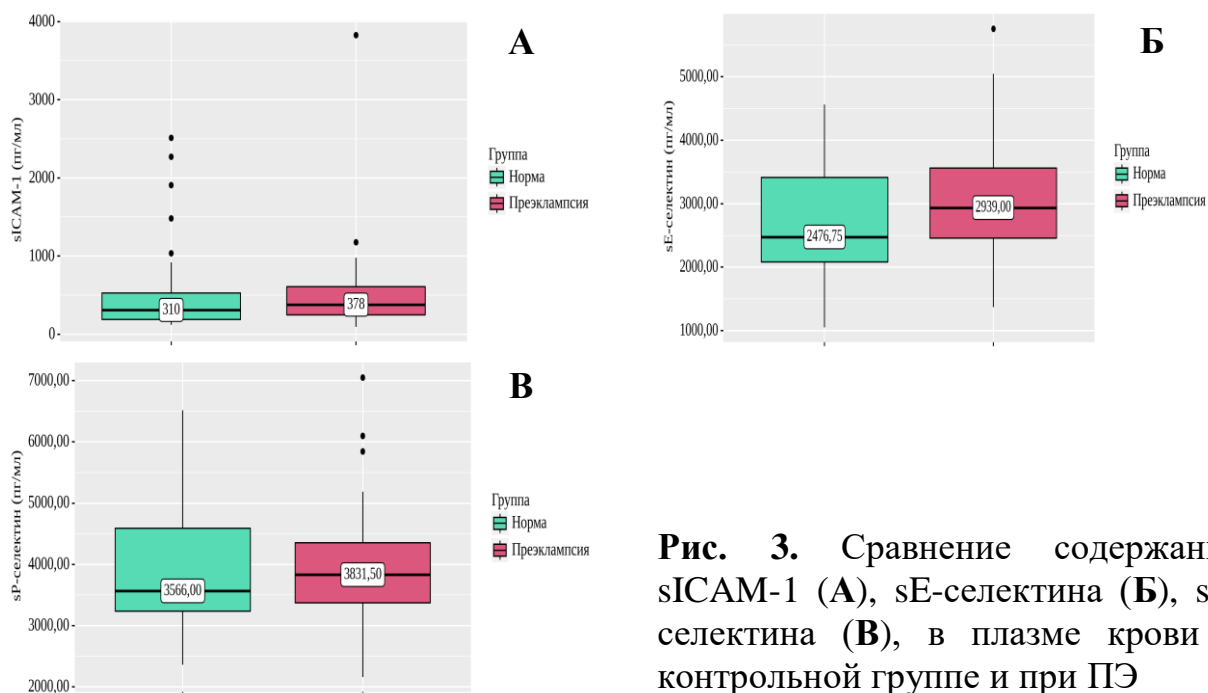 4000
3000
2000
1000
0
sICAM-1 (пг/мл)
310
378
А
Группа
Норма
Преэклампсия
5000,00
4000,00
3000,00
2000,00
1000,00
sE-селектин (пг/мл)
2476,75
2939,00
Б
Группа
Норма
Преэклампсия
7000,00
6000,00
5000,00
4000,00
3000,00
2000,00
sP-селектин (пг/мл)
3566,00
3831,50
В
Группа
Норма
Преэклампсия
Рис. 3. Сравнение
sICAM-1 (А), sE-селектина (Б),
селектина (В), в плазме крови
контрольной группе и при ПЭ